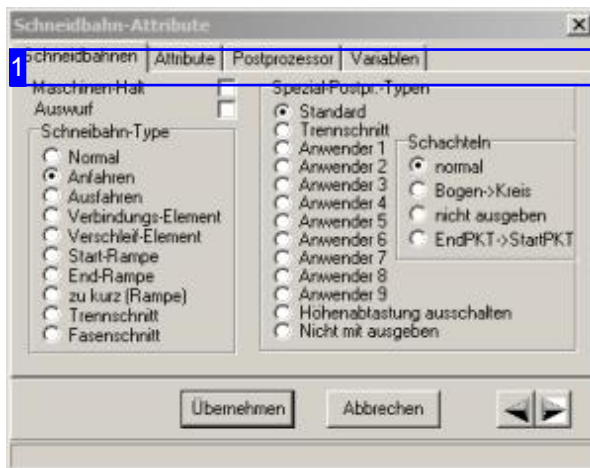 Schneidbahn-Attribute
1
Schneidbahnen Attribute Postprozessor Variablen
Maschinen-Halt
Auswurf
Schneibahn-Type
Normal
Anfahren
Ausfahren
Verbindungs-Element
Verschleif-Element
Start-Rampe
End-Rampe
zu kurz (Rampe)
Trennschnitt
Fasenschnitt
Spezial-Postpr.-Typen
Standard
Trennschnitt
Anwender 1
Anwender 2
Anwender 3
Anwender 4
Anwender 5
Anwender 6
Anwender 7
Anwender 8
Anwender 9
Höhenabtastung ausschalten
Nicht mit ausgeben
Schachteln
normal
Bogen->Kreis
nicht ausgeben
EndPKT->StartPKT
Übernehmen Abbrechen